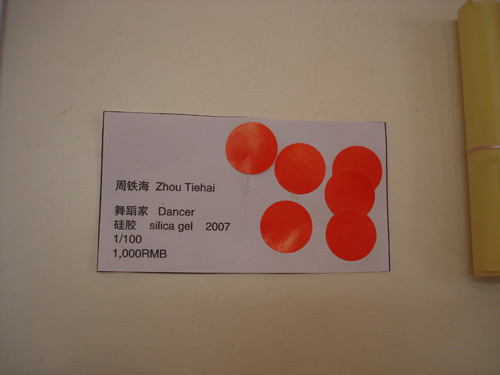 周铁海 Zhou Tiehai
舞蹈家 Dancer
硅胶 silica gel 2007
1/100
1,000RMB